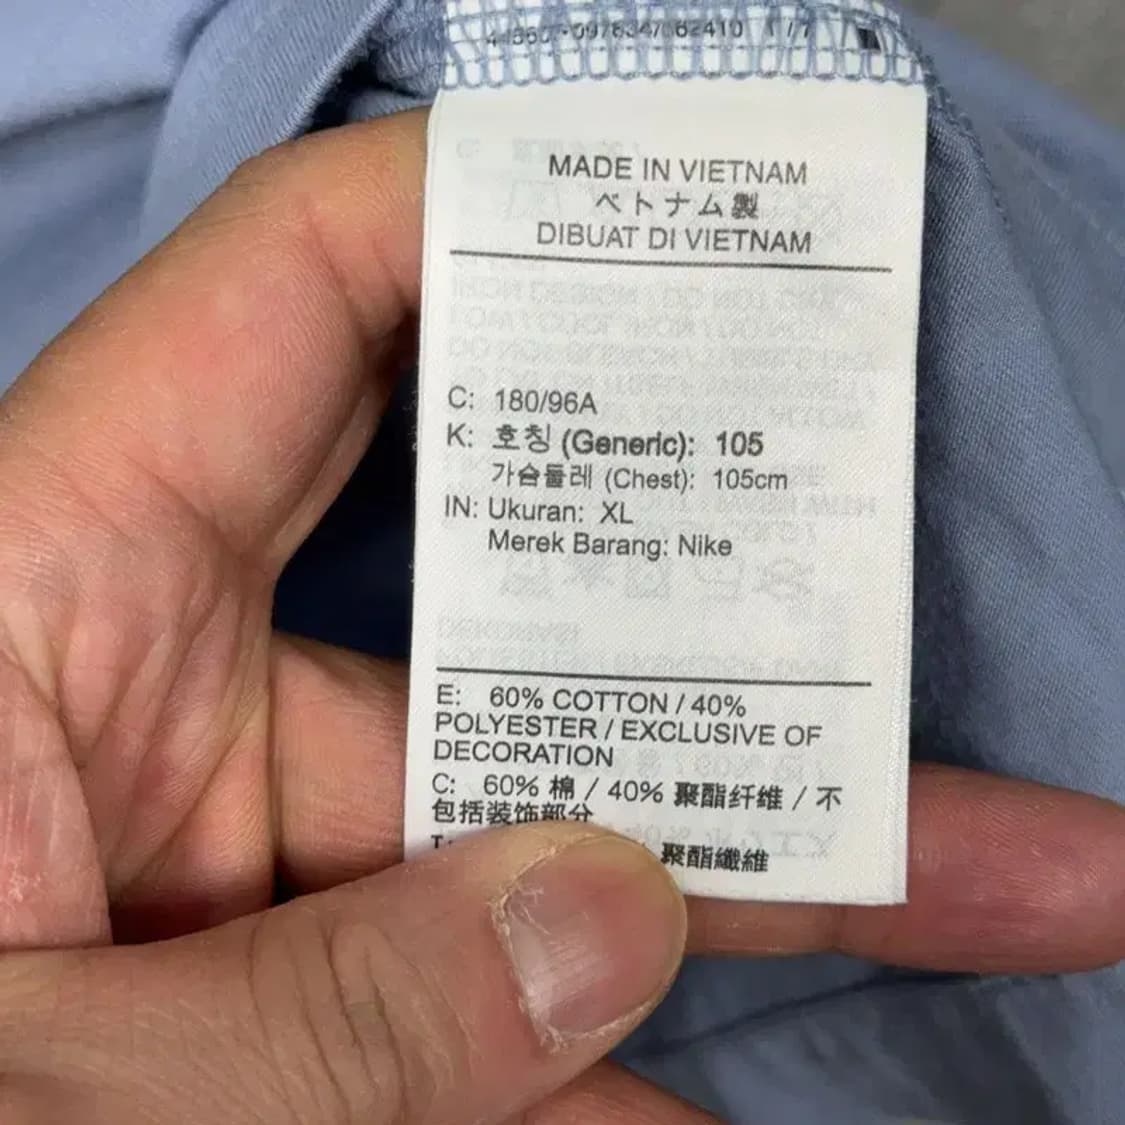 MADE IN VIETNAM
ベトナム製
DIBUAT DI VIETNAM
C: 180/96A
K: 호칭 (Generic): 105
가슴둘레 (Chest): 105cm
IN: Ukuran: XL
Merek Barang: Nike
E: 60% COTTON / 40%
POLYESTER / EXCLUSIVE OF
DECORATION
C: 60% 棉 / 40% 聚酯纤维 / 不
包括装饰部分
聚酯纖維